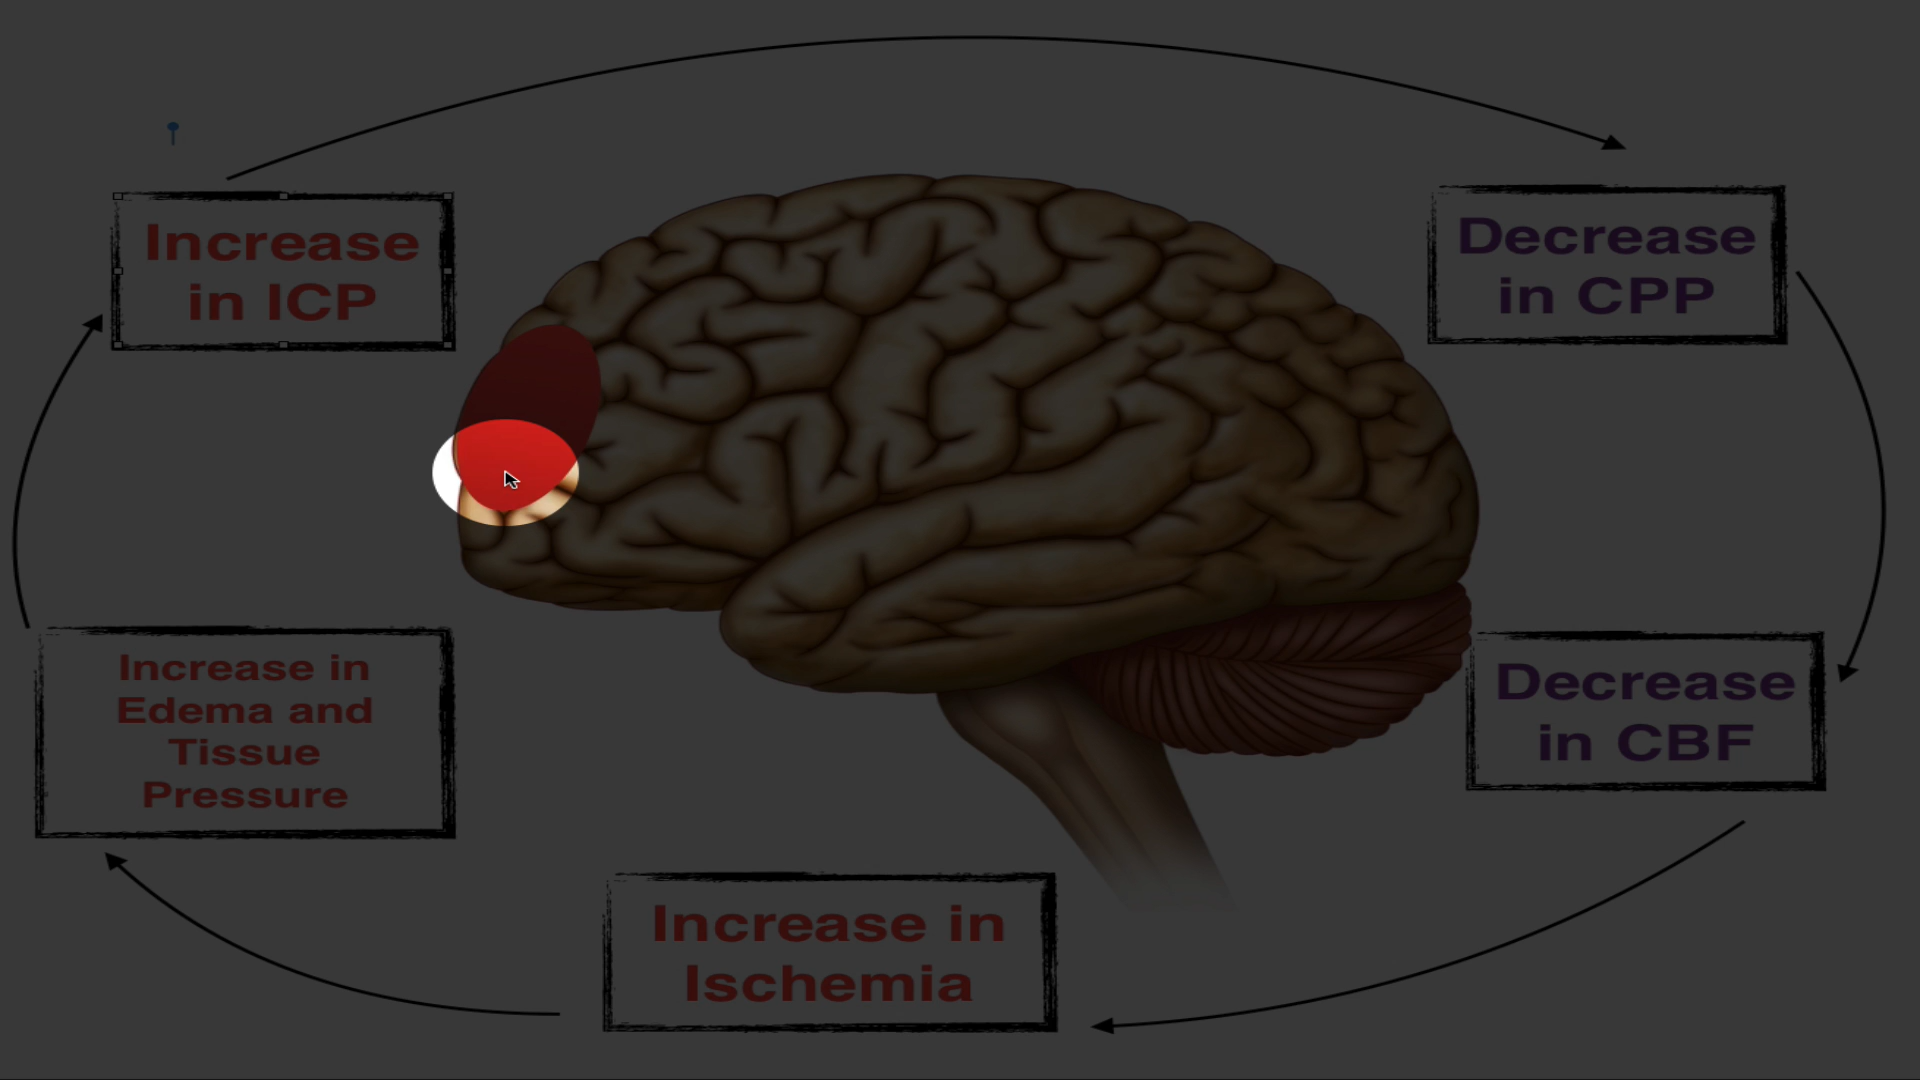 Increase
in ICP
Decrease
in CPP
Increase in
Edema and
Tissue
Pressure
Decrease
in CBF
Increase in
Ischemia